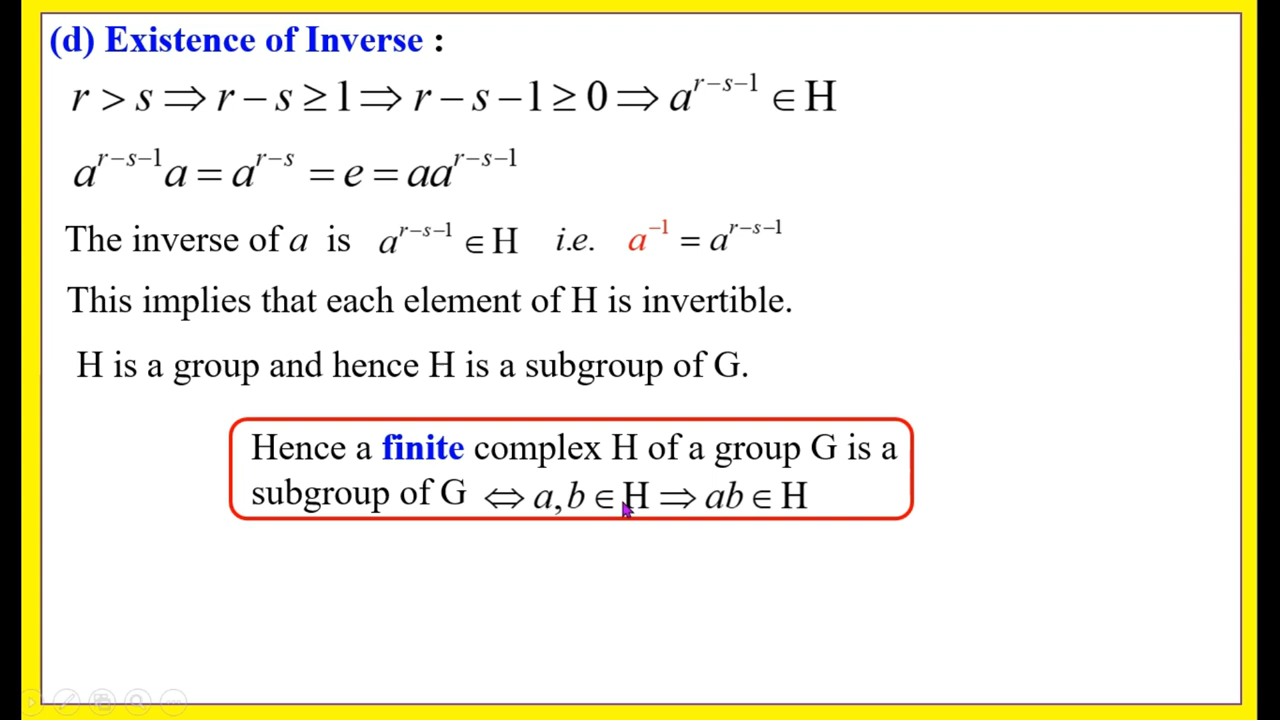 (d) Existence of Inverse :
r > s ⇒ r − s ≥ 1 ⇒ r − s − 1 ≥ 0 ⇒ a^{r−s−1} ∈ H
a^{r−s−1}a = a^{r−s} = e = aa^{r−s−1}
The inverse of a is a^{r−s−1} ∈ H i.e. a^{−1} = a^{r−s−1}
This implies that each element of H is invertible.
H is a group and hence H is a subgroup of G.
Hence a finite complex H of a group G is a
subgroup of G ⇔ a, b ∈ H ⇒ ab ∈ H